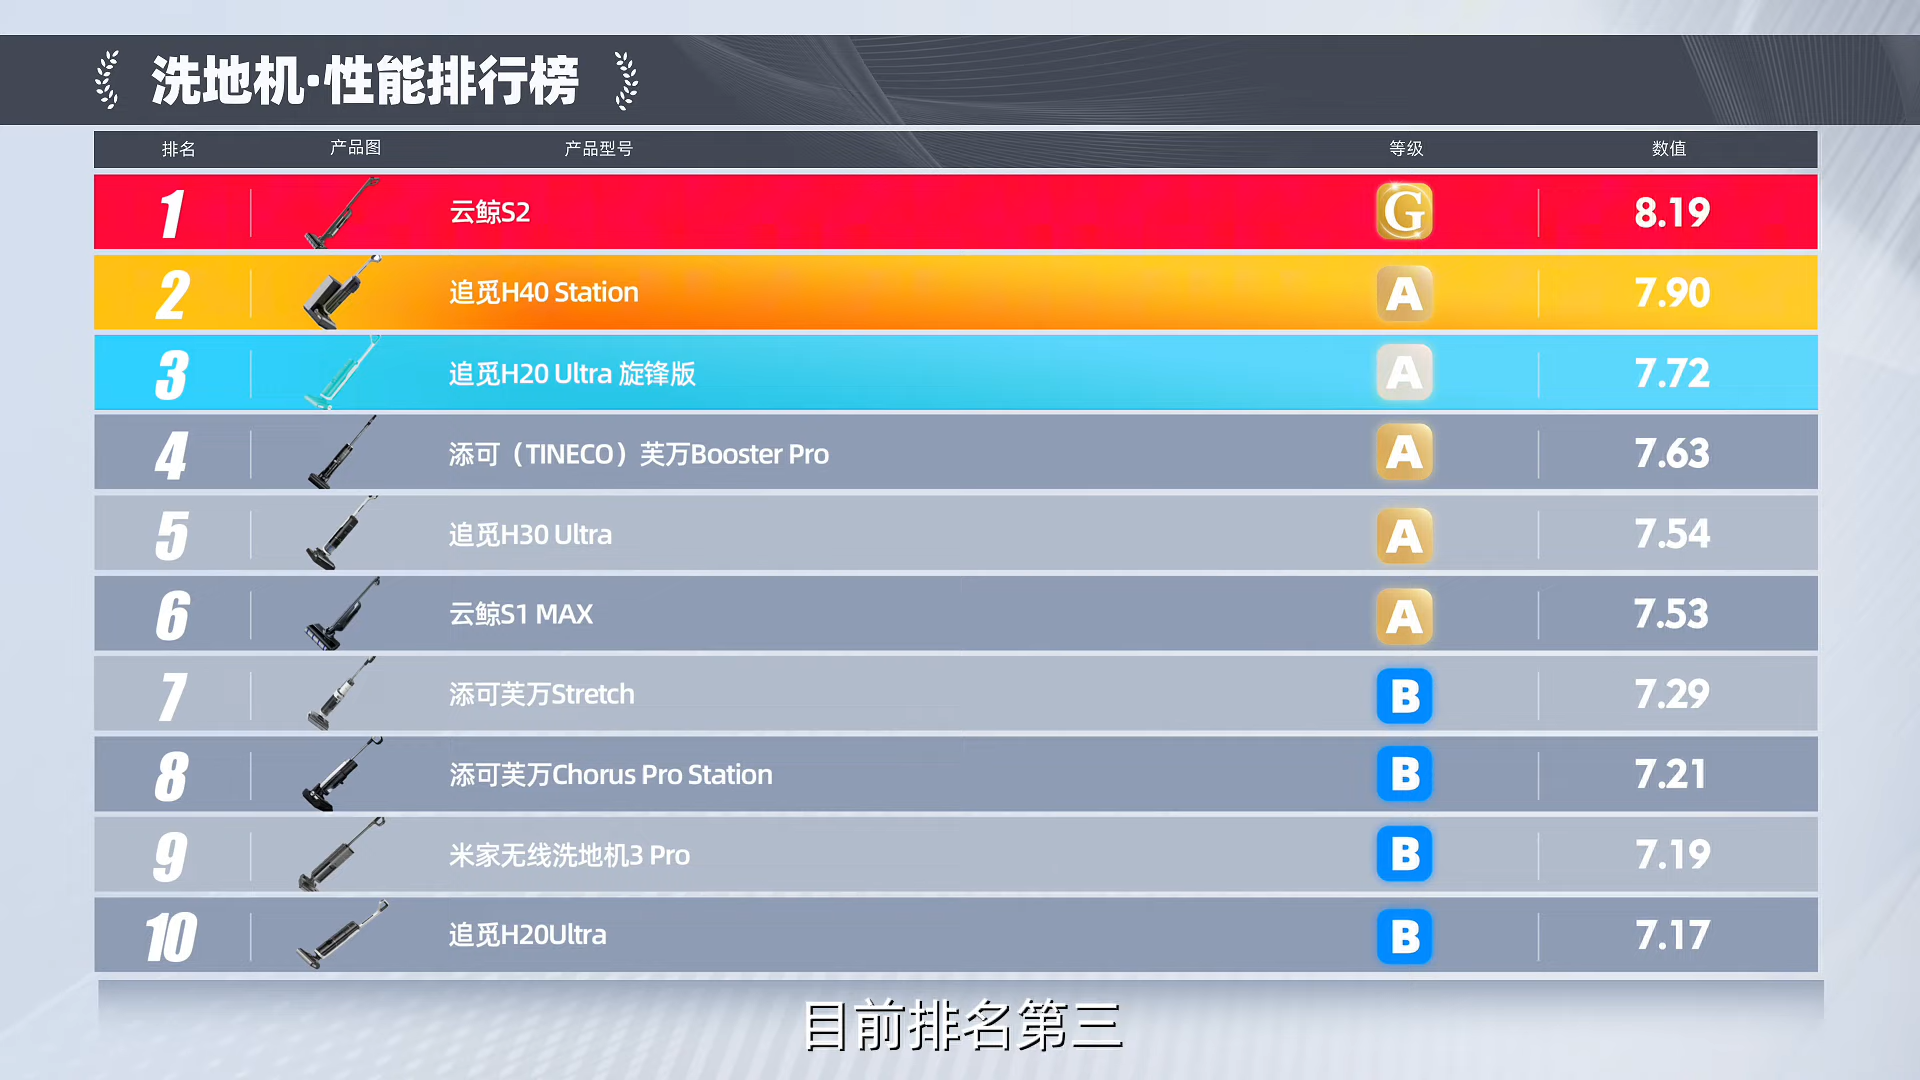 洗地机·性能排行榜
排名 产品图 产品型号 等级 数值
1 云鲸S2 G 8.19
2 追觅H40 Station A 7.90
3 追觅H20 Ultra 旋锋版 A 7.72
4 添可（TINECO）芙万Booster Pro A 7.63
5 追觅H30 Ultra A 7.54
6 云鲸S1 MAX A 7.53
7 添可芙万Stretch B 7.29
8 添可芙万Chorus Pro Station B 7.21
9 米家无线洗地机3 Pro B 7.19
10 追觅H20Ultra B 7.17
目前排名第三